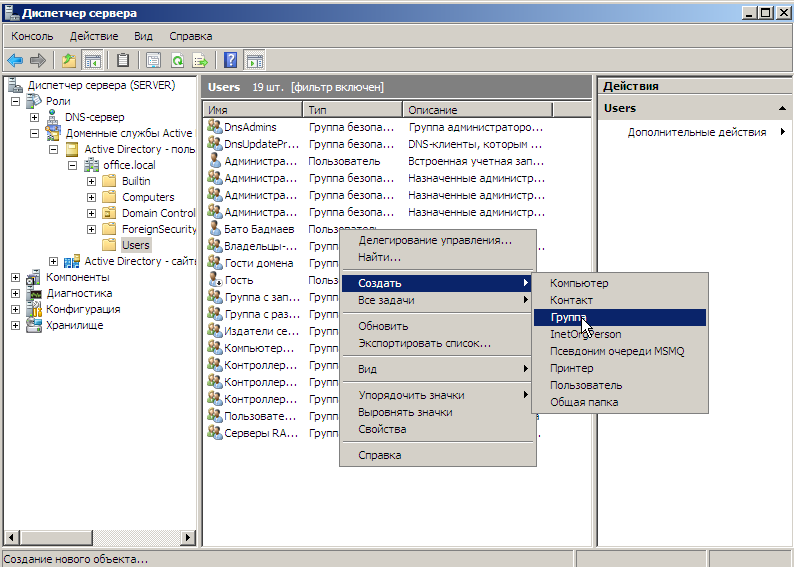 Диспетчер сервера
Консоль Действие Вид Справка
Диспетчер сервера (SERVER)
Роли
DNS-сервер
Доменные службы Active
Active Directory - поль
office.local
Builtin
Computers
Domain Control
ForeignSecurity
Users
Active Directory - сайт
Компоненты
Диагностика
Конфигурация
Хранилище
Users 19 шт. [фильтр включен]
Имя Тип Описание
DnsAdmins Группа безопа... Группа администраторо...
DnsUpdatePr... Группа безопа... DNS-клиенты, которым ...
Администра... Пользователь Встроенная учетная зап...
Администра... Группа безопа... Назначенные администр...
Администра... Группа безопа... Назначенные администр...
Администра... Группа безопа... Назначенные администр...
Бато Бадмаев Пользователь
Владельцы-... Групп
Гости домена Групп
Гость Польз
Группа с зап... Групп
Группа с раз... Групп
Издатели се... Групп
Компьютер... Групп
Контроллер... Групп
Контроллер... Групп
Контроллер... Групп
Пользовате... Групп
Серверы RA... Групп
Делегирование управления...
Найти...
Создать
Все задачи
Обновить
Экспортировать список...
Вид
Упорядочить значки
Выровнять значки
Свойства
Справка
Компьютер
Контакт
Группа
InetOrgPerson
Псевдоним очереди MSMQ
Принтер
Пользователь
Общая папка
Действия
Users
Дополнительные действия
Создание нового объекта...